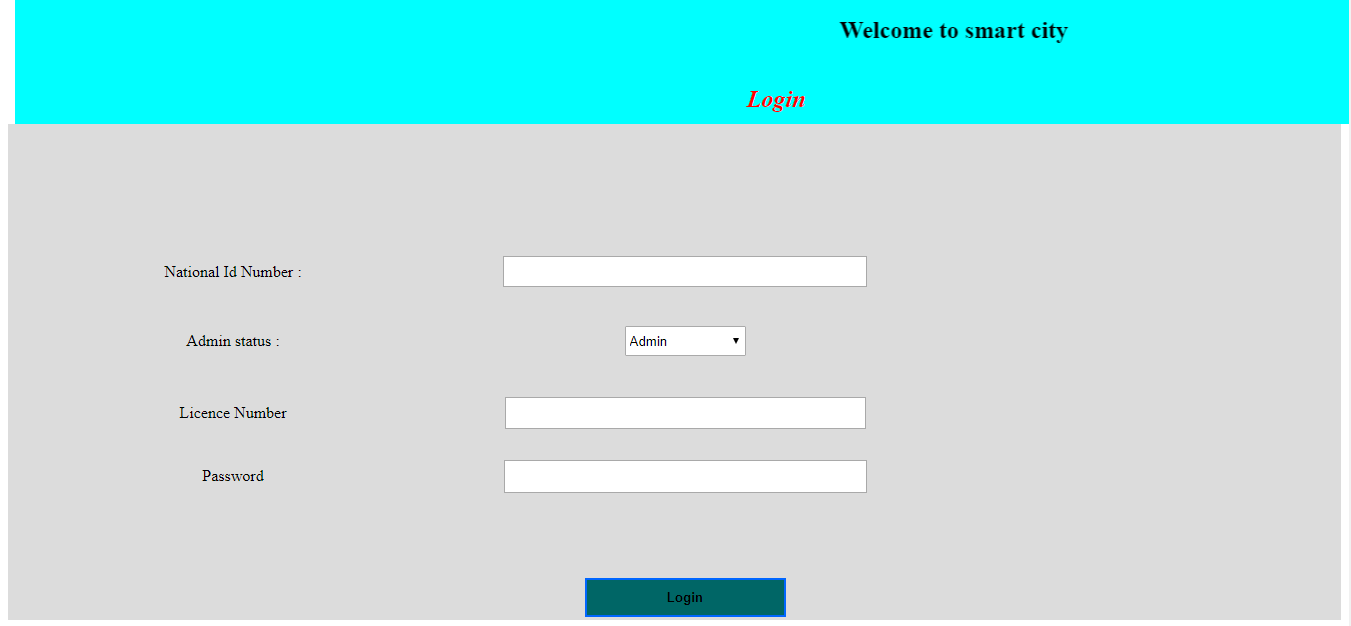 Welcome to smart city
Login
National Id Number :
Admin status :
Admin
Licence Number
Password
Login